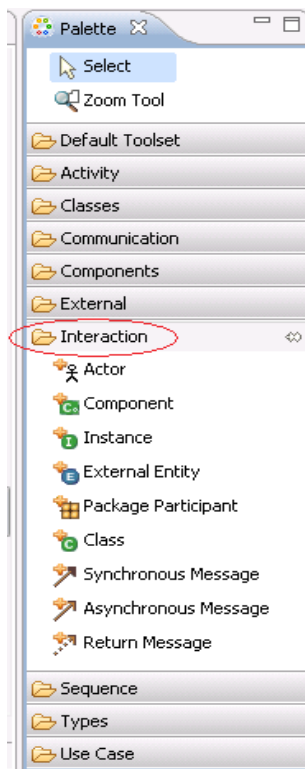 Palette
Select
Zoom Tool
Default Toolset
Activity
Classes
Communication
Components
External
Interaction
Actor
Component
Instance
External Entity
Package Participant
Class
Synchronous Message
Asynchronous Message
Return Message
Sequence
Types
Use Case